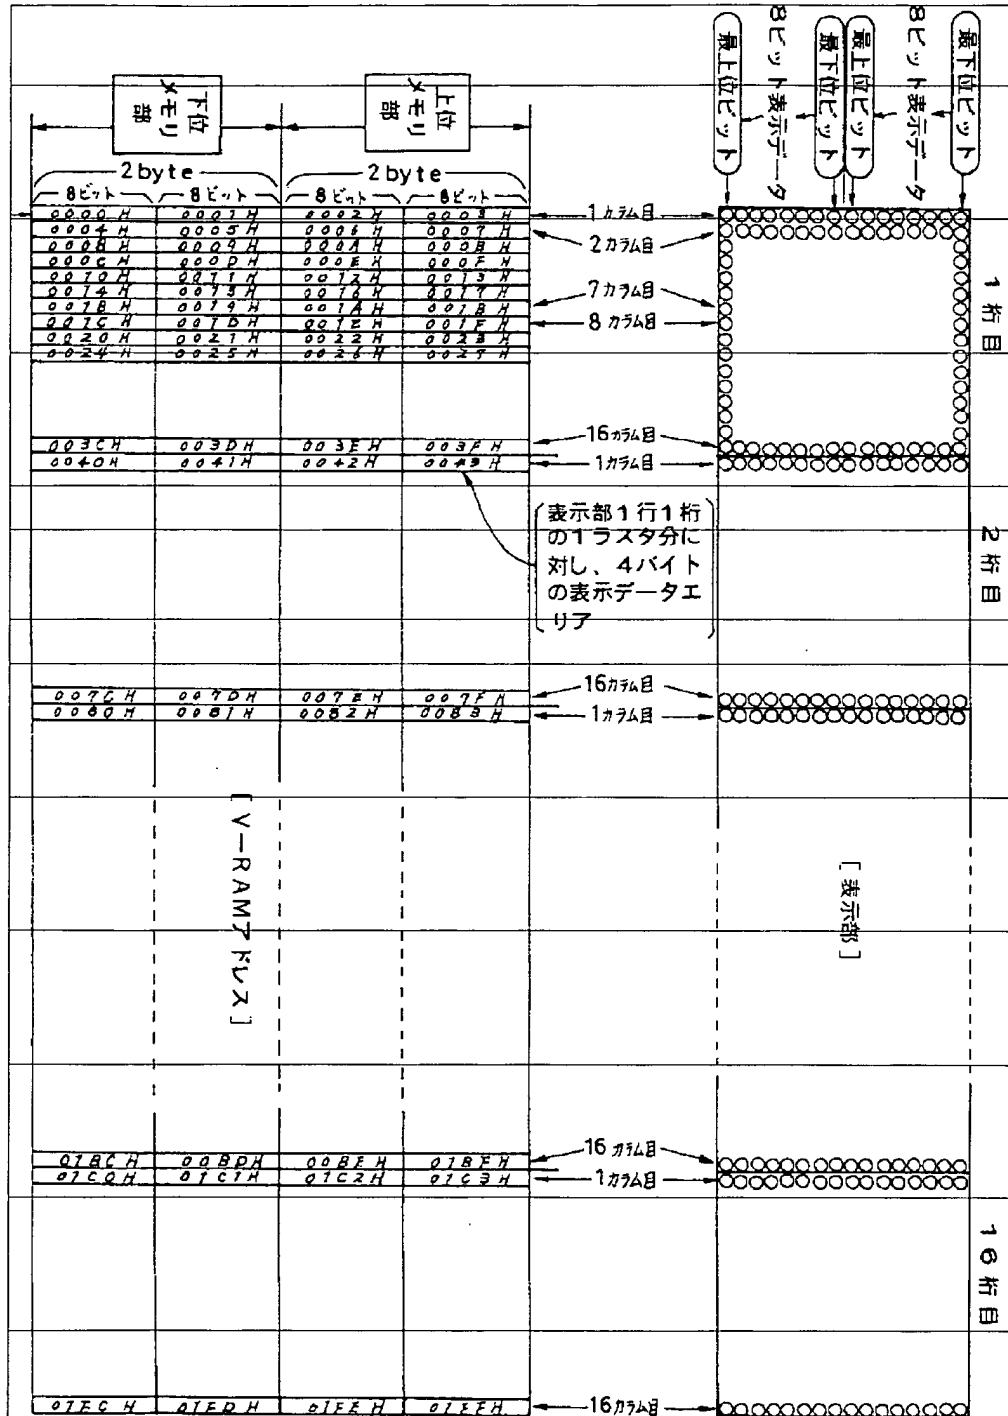 最下位ビット
8ビット表示データ
最上位ビット
最下位ビット
8ビット表示データ
最上位ビット
上位メモリ部
下位メモリ部
2byte 2byte
8ビット 8ビット 8ビット 8ビット
0000H 0001H 0002H 0003H 1カラム目
0004H 0005H 0006H 0007H 2カラム目
0008H 0009H 000AH 000BH
000CH 000DH 000EH 000FH
0010H 0011H 0012H 0013H
0014H 0015H 0016H 0017H
0018H 0019H 001AH 001BH 7カラム目
001CH 001DH 001EH 001FH 8カラム目
0020H 0021H 0022H 0023H
0024H 0025H 0026H 0027H
1桁目
003CH 003DH 003EH 003FH 16カラム目
0040H 0041H 0042H 0043H 1カラム目
表示部1行1桁
の1ラスタ分に
対し、4バイト
の表示データエ
リア
2桁目
007CH 007DH 007EH 007FH 16カラム目
0080H 0081H 0082H 0083H 1カラム目
[V-RAMアドレス]
[表示部]
01BCH 00BDH 00BEH 01BFH 16カラム目
01C0H 01C1H 01C2H 01C3H 1カラム目
16桁目
01FCH 01FDH 01FEH 01FFH 16カラム目